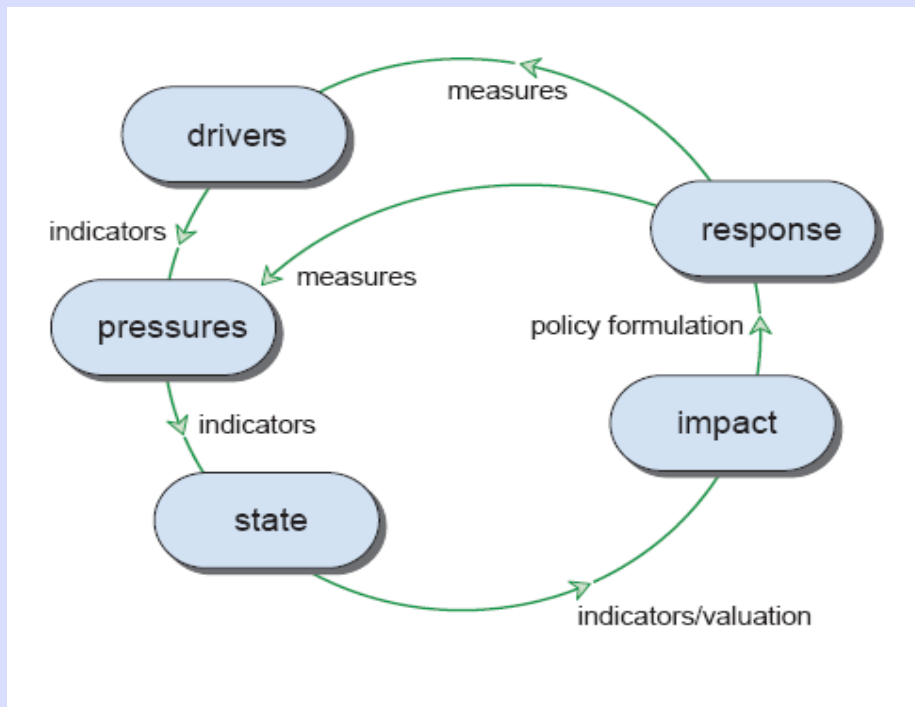 measures
drivers
response
indicators
measures
pressures
policy formulation
impact
indicators
state
indicators/valuation